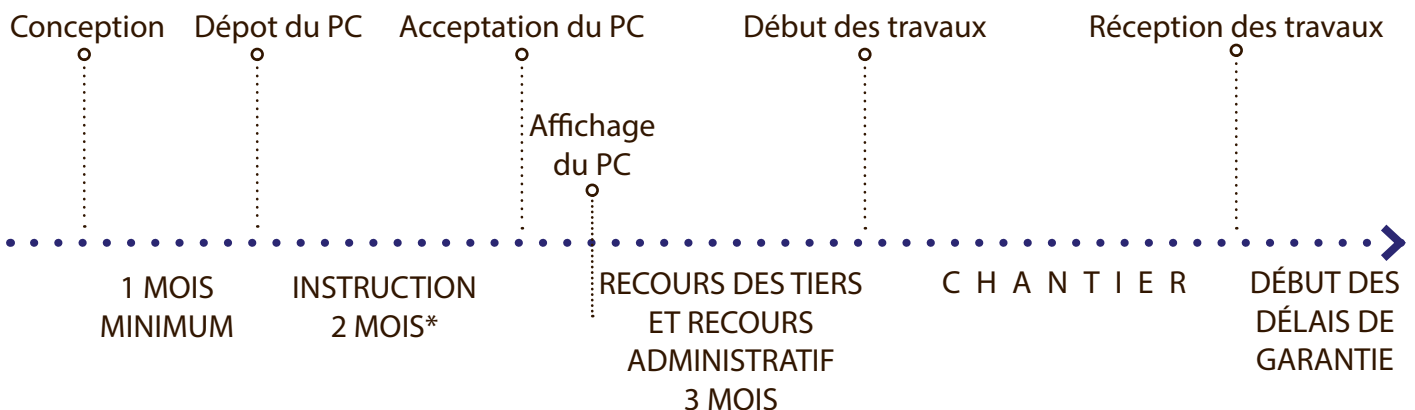 Conception
Dépot du PC
Acceptation du PC
Début des travaux
Réception des travaux
Affichage
du PC
1 MOIS
MINIMUM
INSTRUCTION
2 MOIS*
RECOURS DES TIERS
ET RECOURS
ADMINISTRATIF
3 MOIS
CHANTIER
DÉBUT DES
DÉLAIS DE
GARANTIE